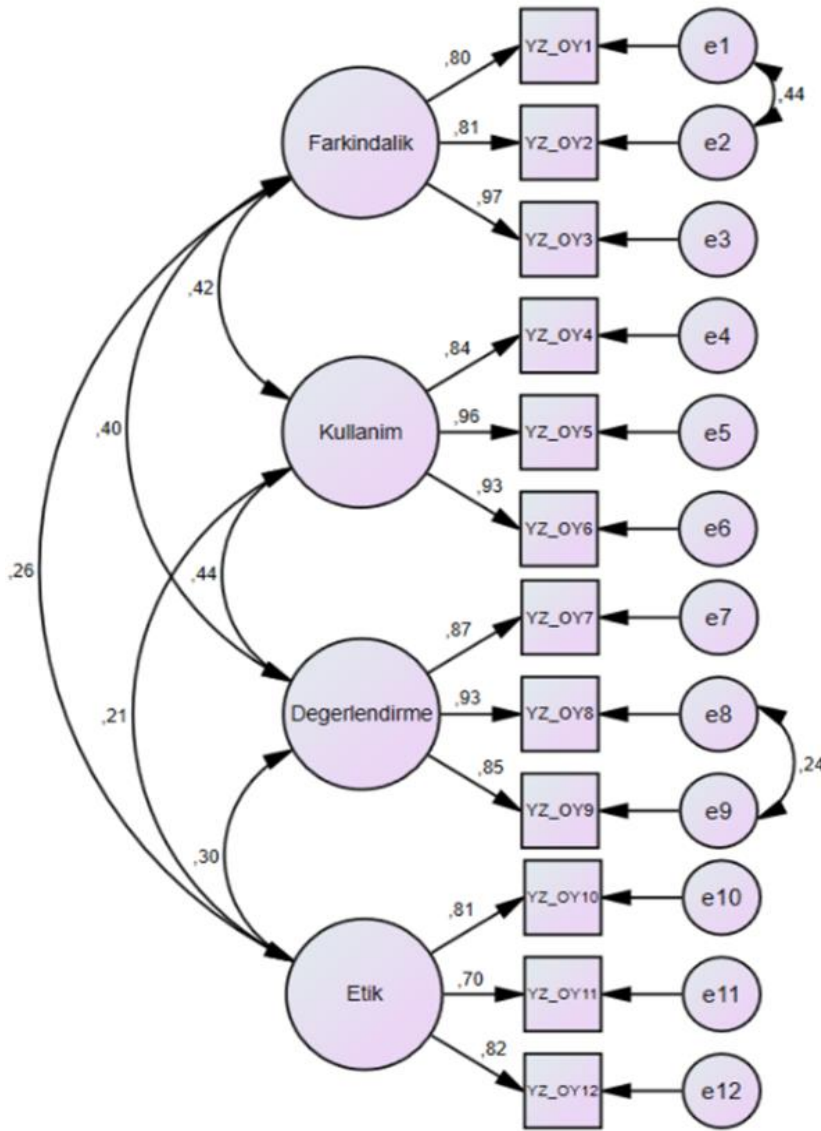 YZ_OY1
e1
,80
,44
Farkindalik
,81
YZ_OY2
e2
,97
YZ_OY3
e3
,42
,84
YZ_OY4
e4
,40
Kullanim
,96
YZ_OY5
e5
,93
YZ_OY6
e6
,26
,44
,87
YZ_OY7
e7
,21
Degerlendirme
,93
YZ_OY8
e8
,24
,85
YZ_OY9
e9
,30
,81
YZ_OY10
e10
Etik
,70
YZ_OY11
e11
,82
YZ_OY12
e12